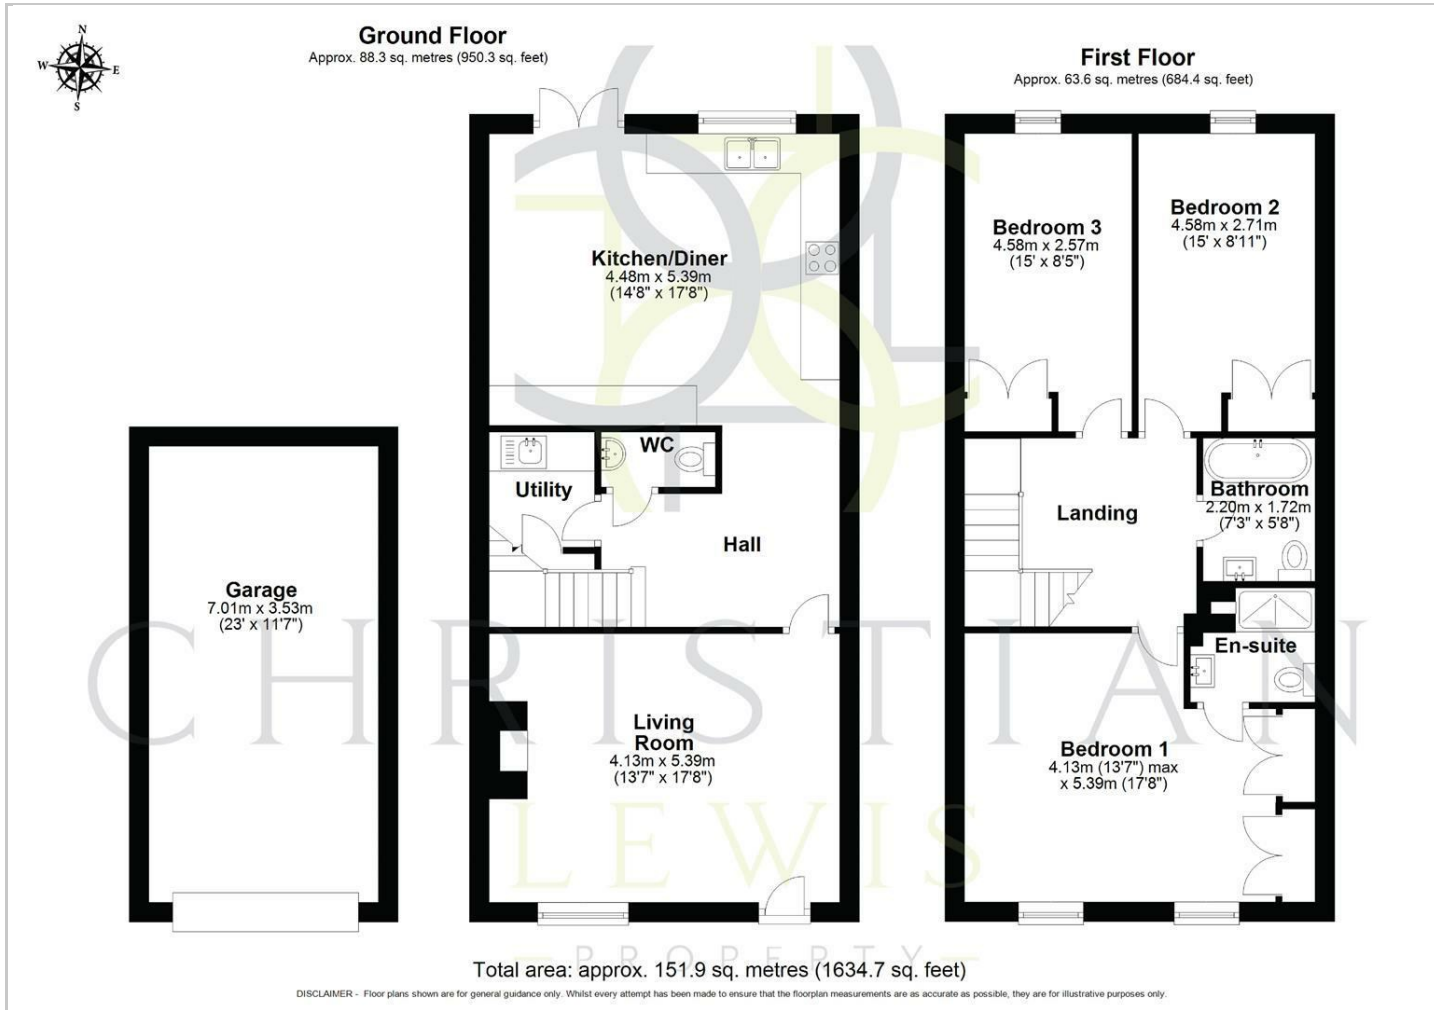 N
W
E
S
Ground Floor
Approx. 88.3 sq. metres (950.3 sq. feet)
First Floor
Approx. 63.6 sq. metres (684.4 sq. feet)
Kitchen/Diner
4.48m x 5.39m
(14'8" x 17'8")
Bedroom 3
4.58m x 2.57m
(15' x 8'5")
Bedroom 2
4.58m x 2.71m
(15' x 8'11")
WC
Utility
Hall
Landing
Bathroom
2.20m x 1.72m
(7'3" x 5'8")
Garage
7.01m x 3.53m
(23' x 11'7")
Living
Room
4.13m x 5.39m
(13'7" x 17'8")
En-suite
Bedroom 1
4.13m (13'7") max
x 5.39m (17'8")
CHRISTIAN
LEWIS
PROPERTY
Total area: approx. 151.9 sq. metres (1634.7 sq. feet)
DISCLAIMER - Floor plans shown are for general guidance only. Whilst every attempt has been made to ensure that the floorplan measurements are as accurate as possible, they are for illustrative purposes only.